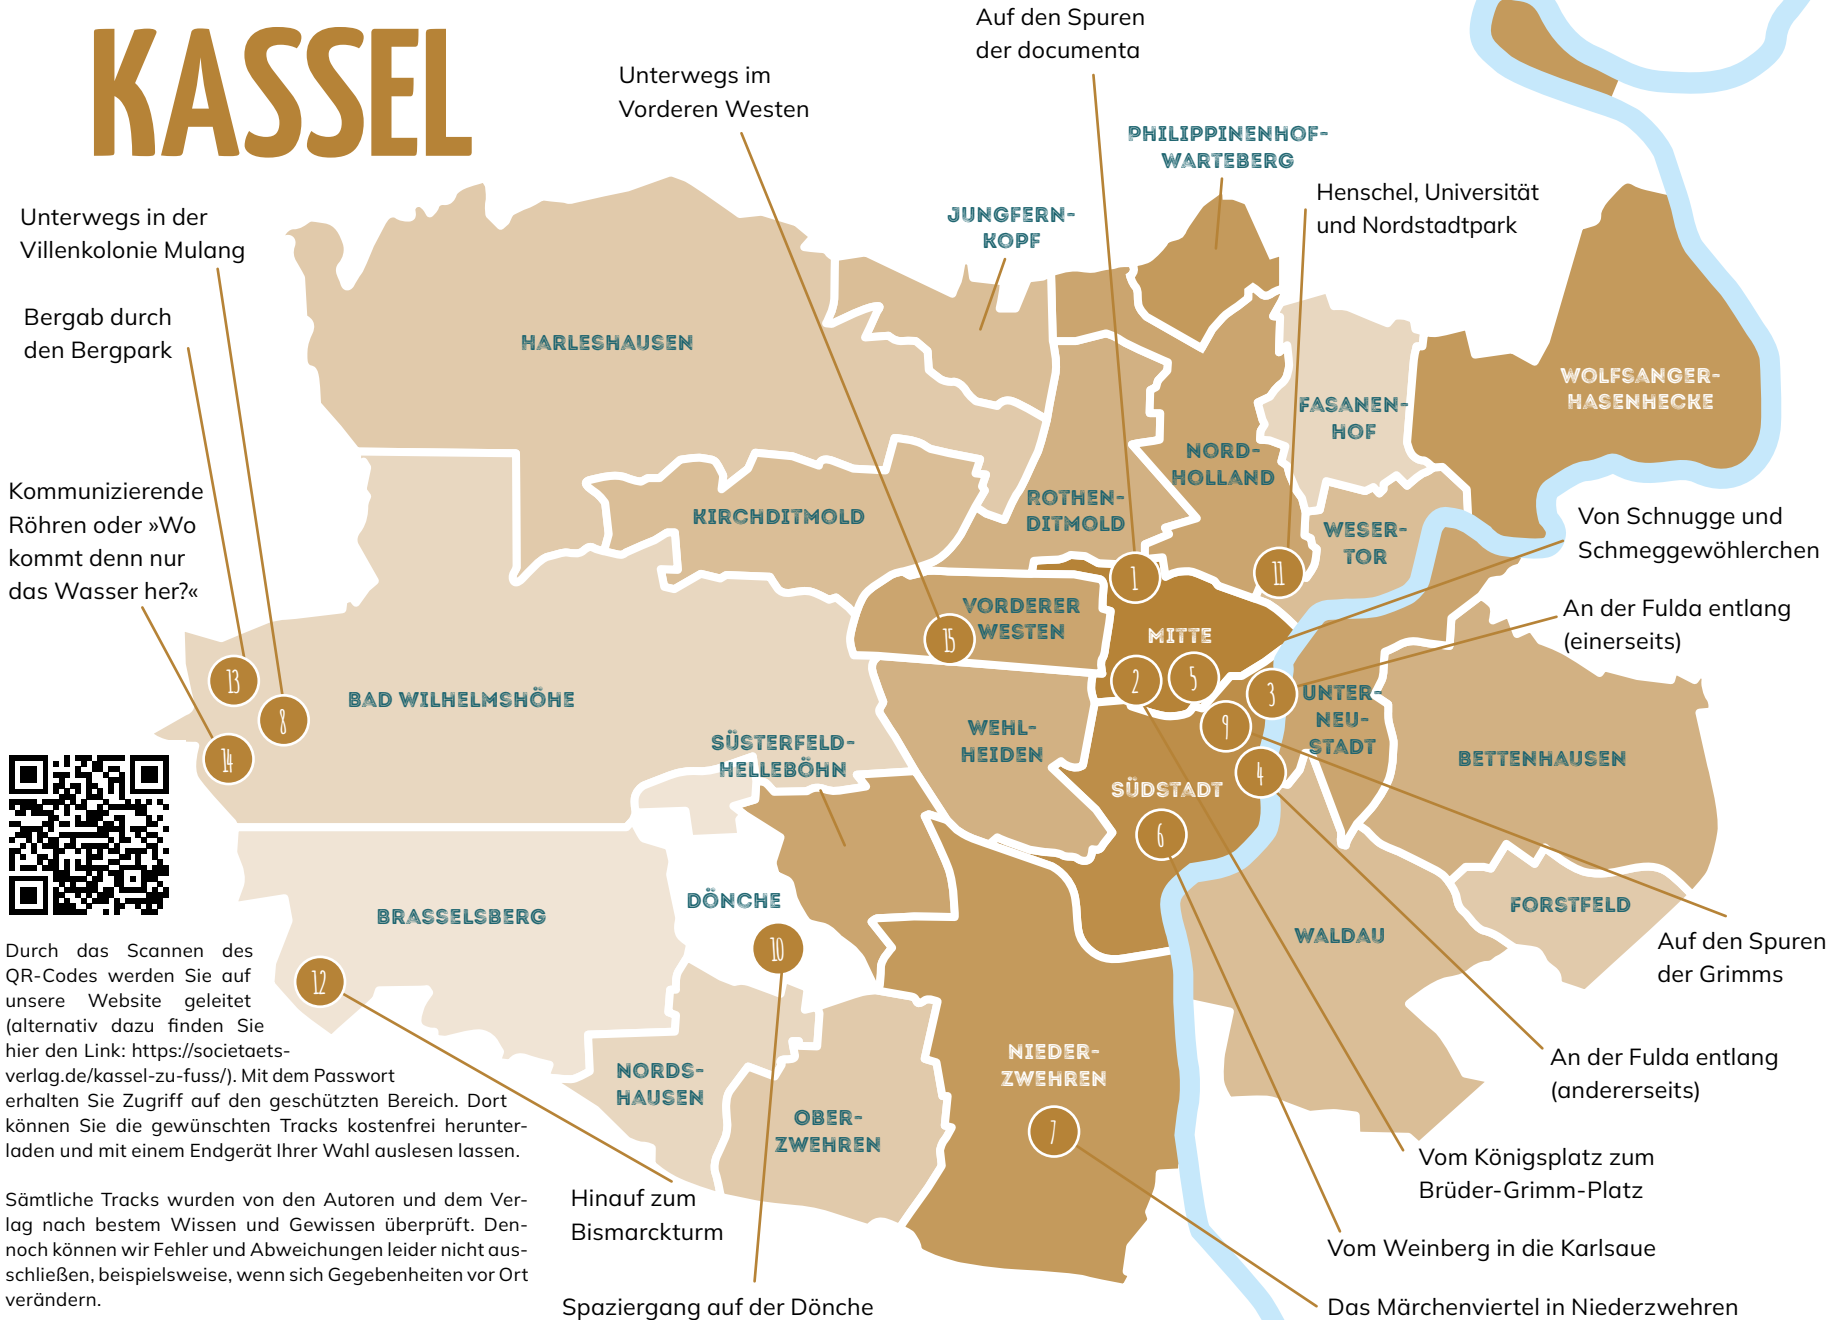 KASSEL
Auf den Spuren
der documenta
Unterwegs im
Vorderen Westen
PHILIPPINENHOF-
WARTEBERG
Henschel, Universität
und Nordstadtpark
JUNGFERN-
KOPF
Unterwegs in der
Villenkolonie Mulang
Bergab durch
den Bergpark
HARLESHAUSEN
WOLFSANGER-
HASENHECKE
FASANEN-
HOF
NORD-
HOLLAND
Kommunizierende
Röhren oder »Wo
kommt denn nur
das Wasser her?«
KIRCHDITMOLD
ROTHEN-
DITMOLD
WESER-
TOR
Von Schnugge und
Schmeggewöhlerchen
1
11
VORDERER
WESTEN
15
MITTE
An der Fulda entlang
(einerseits)
13
8
14
BAD WILHELMSHÖHE
2
5
3
9
4
UNTER-
NEU-
STADT
WEHL-
HEIDEN
SÜSTERFELD-
HELLEBÖHN
BETTENHAUSEN
SÜDSTADT
6
DÖNCHE
10
BRASSELSBERG
12
FORSTFELD
WALDAU
Auf den Spuren
der Grimms
Durch das Scannen des
QR-Codes werden Sie auf
unsere Website geleitet
(alternativ dazu finden Sie
hier den Link: https://societaets-
verlag.de/kassel-zu-fuss/). Mit dem Passwort
erhalten Sie Zugriff auf den geschützten Bereich. Dort
können Sie die gewünschten Tracks kostenfrei herunter-
laden und mit einem Endgerät Ihrer Wahl auslesen lassen.
NORDS-
HAUSEN
OBER-
ZWEHREN
NIEDER-
ZWEHREN
7
An der Fulda entlang
(andererseits)
Vom Königsplatz zum
Brüder-Grimm-Platz
Sämtliche Tracks wurden von den Autoren und dem Ver-
lag nach bestem Wissen und Gewissen überprüft. Den-
noch können wir Fehler und Abweichungen leider nicht aus-
schließen, beispielsweise, wenn sich Gegebenheiten vor Ort
verändern.
Hinauf zum
Bismarckturm
Vom Weinberg in die Karlsaue
Spaziergang auf der Dönche
Das Märchenviertel in Niederzwehren